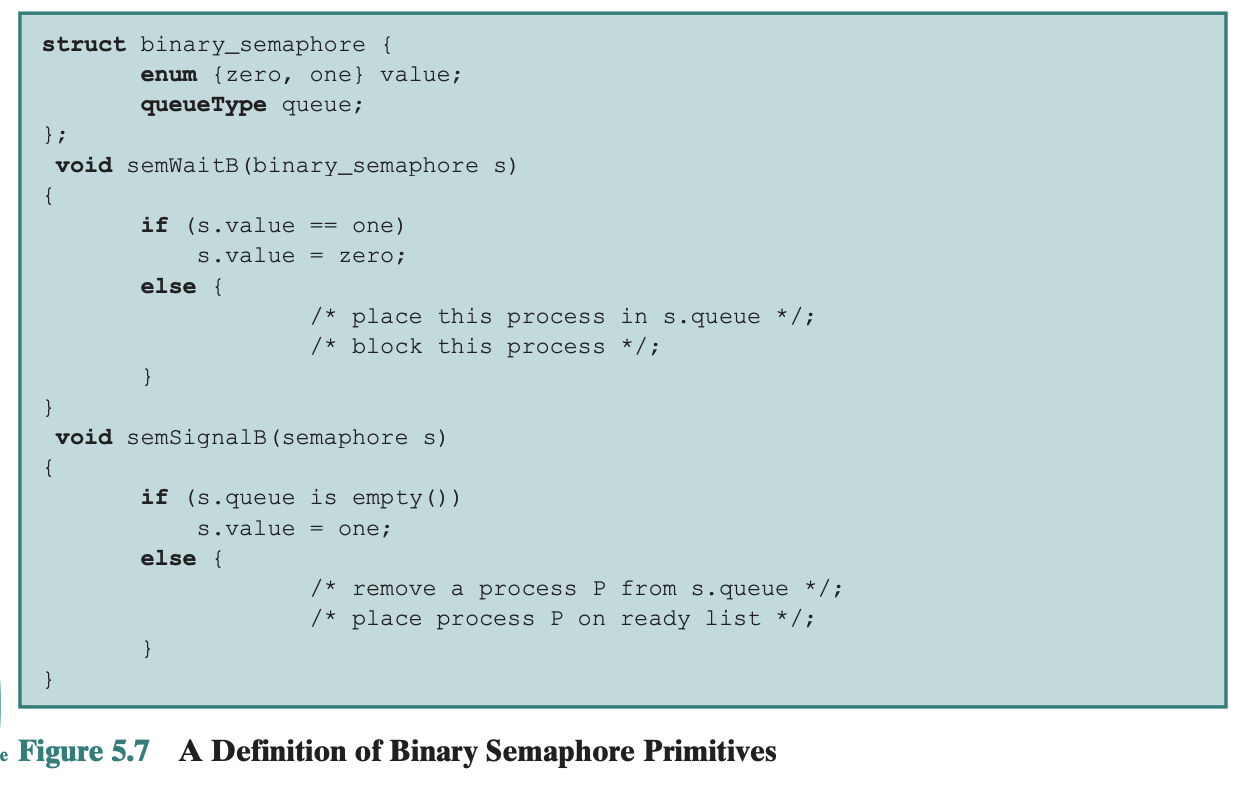 struct binary_semaphore {
enum {zero, one} value;
queueType queue;
};
void semWaitB(binary_semaphore s)
{
if (s.value == one)
s.value = zero;
else {
/* place this process in s.queue */;
/* block this process */;
}
}
void semSignalB(semaphore s)
{
if (s.queue is empty())
s.value = one;
else {
/* remove a process P from s.queue */;
/* place process P on ready list */;
}
}
e Figure 5.7 A Definition of Binary Semaphore Primitives